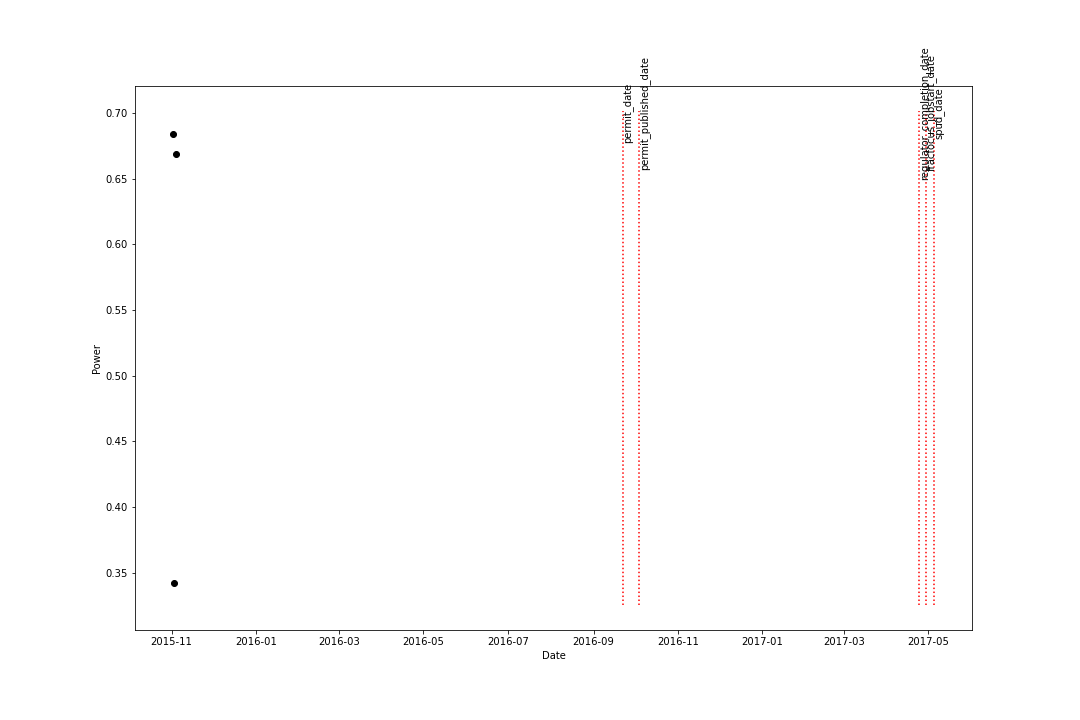 permit_date
permit_published_date
regulator_completion_date
fracfocus_jobstart_date
spud_date
0.70
0.65
0.60
0.55
0.50
0.45
0.40
0.35
Power
2015-11 2016-01 2016-03 2016-05 2016-07 2016-09 2016-11 2017-01 2017-03 2017-05
Date